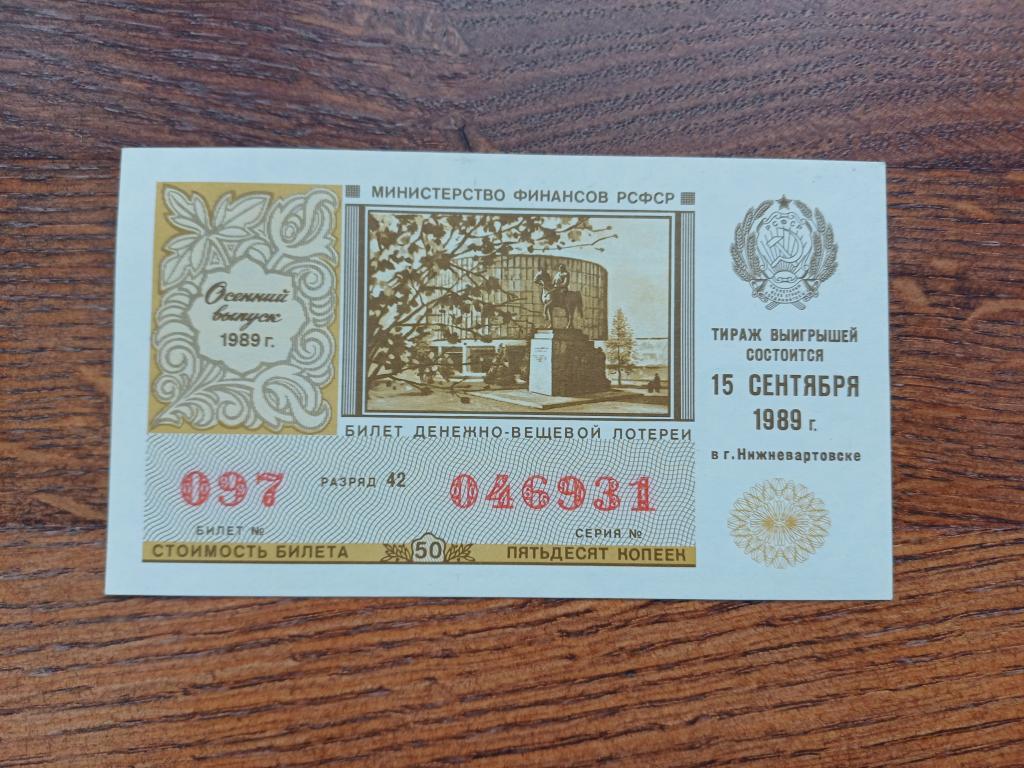 МИНИСТЕРСТВО ФИНАНСОВ РСФСР
Осенний
выпуск
1989 г.
РСФСР
ТИРАЖ ВЫИГРЫШЕЙ
СОСТОИТСЯ
15 СЕНТЯБРЯ
1989 г.
в г. Нижневартовске
БИЛЕТ ДЕНЕЖНО-ВЕЩЕВОЙ ЛОТЕРЕИ
097 РАЗРЯД 42 046931
БИЛЕТ № СЕРИЯ №
СТОИМОСТЬ БИЛЕТА 50 ПЯТЬДЕСЯТ КОПЕЕК